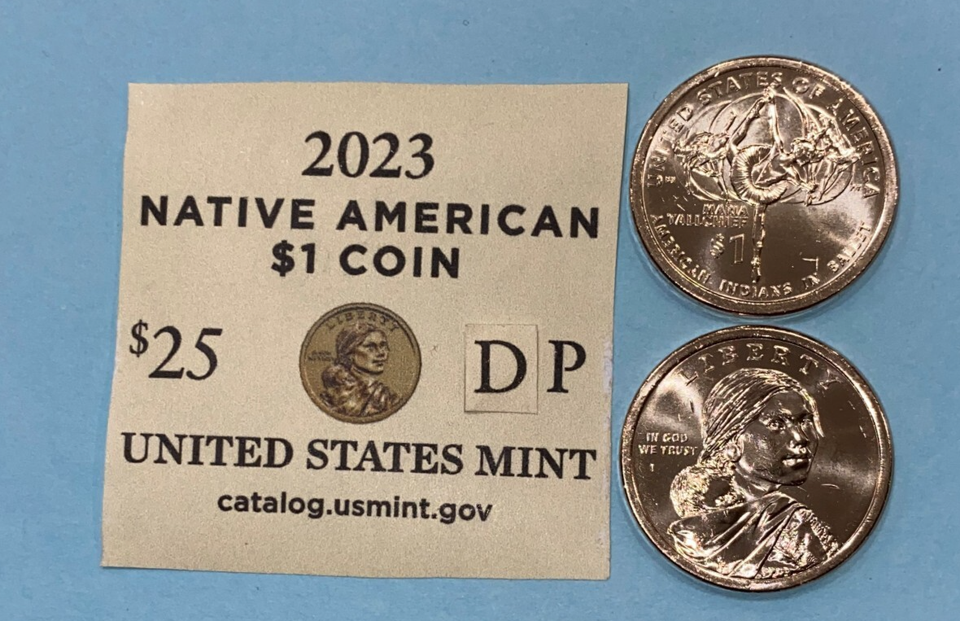 2023
NATIVE AMERICAN
$1 COIN
$25
LIBERTY
D P
UNITED STATES MINT
catalog.usmint.gov
UNITED STATES OF AMERICA
MARIA
TALLCHIEF
$1
AMERICAN INDIANS IN BALLET
LIBERTY
IN GOD
WE TRUST